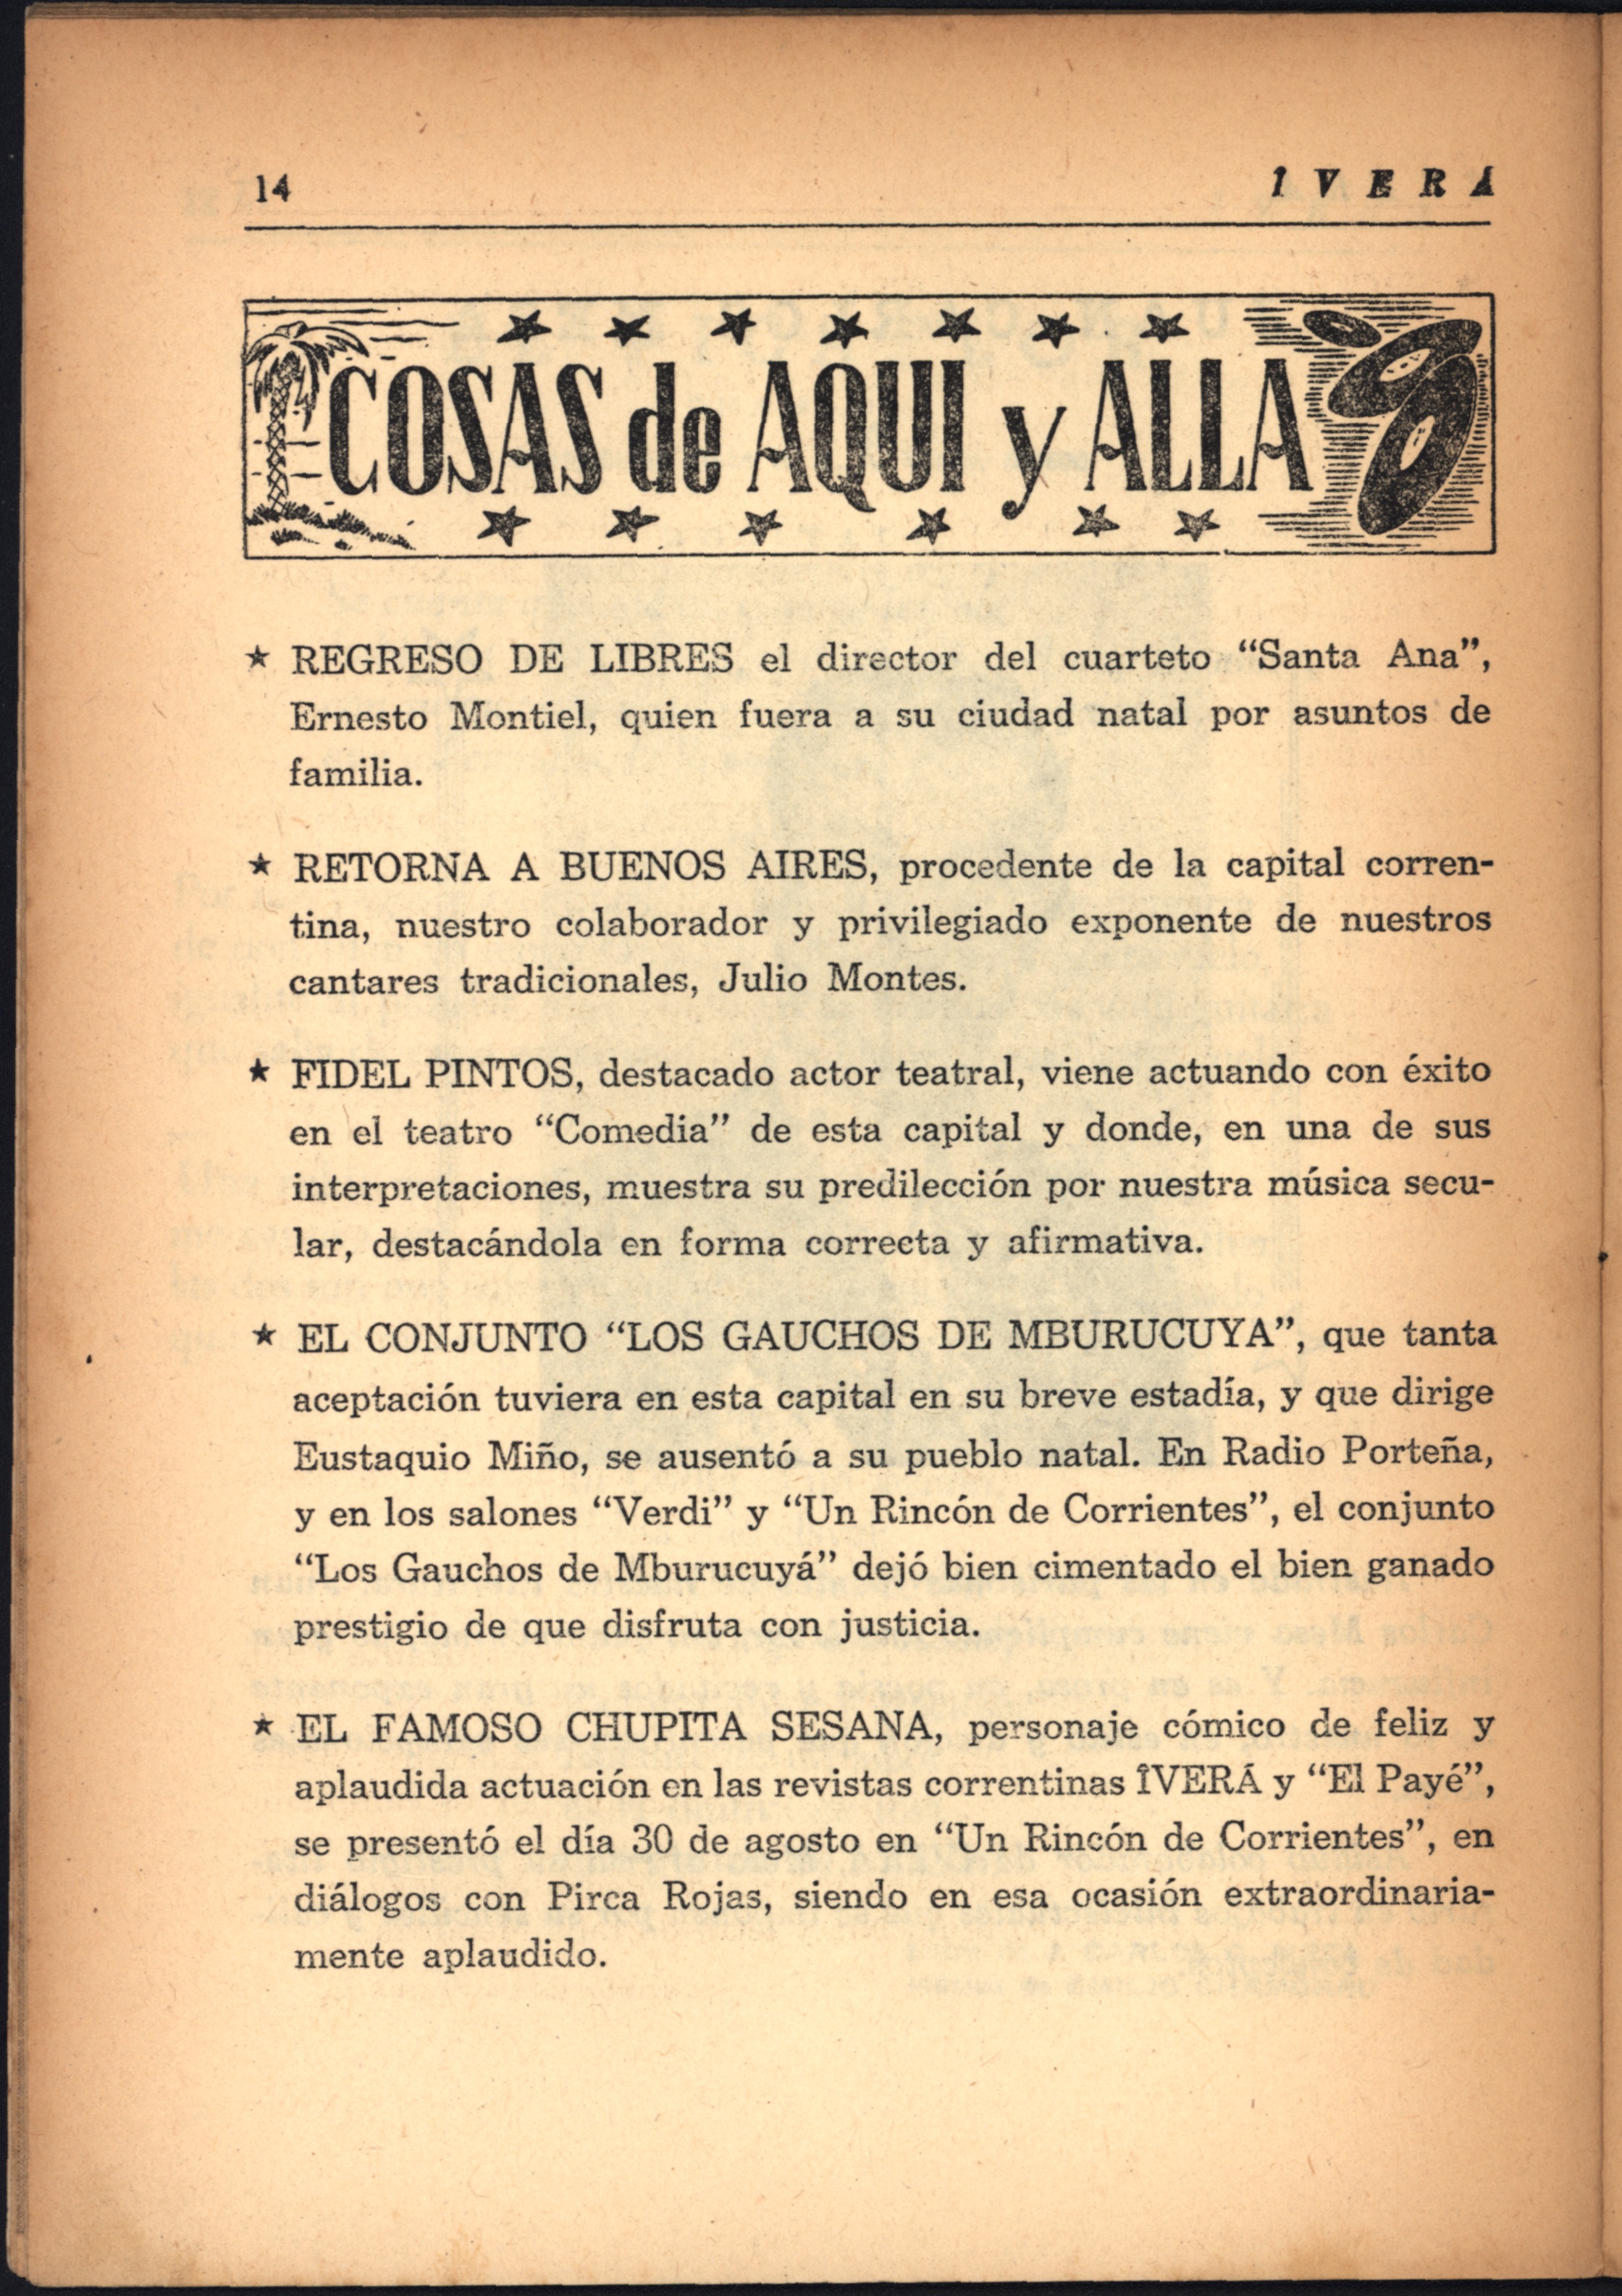 14
IVERÁ
COSAS de AQUI y ALLA
★ REGRESO DE LIBRES el director del cuarteto “Santa Ana”,
Ernesto Montiel, quien fuera a su ciudad natal por asuntos de
familia.
★ RETORNA A BUENOS AIRES, procedente de la capital corren-
tina, nuestro colaborador y privilegiado exponente de nuestros
cantares tradicionales, Julio Montes.
★ FIDEL PINTOS, destacado actor teatral, viene actuando con éxito
en el teatro “Comedia” de esta capital y donde, en una de sus
interpretaciones, muestra su predilección por nuestra música secu-
lar, destacándola en forma correcta y afirmativa.
★ EL CONJUNTO “LOS GAUCHOS DE MBURUCUYA”, que tanta
aceptación tuviera en esta capital en su breve estadía, y que dirige
Eustaquio Miño, se ausentó a su pueblo natal. En Radio Porteña,
y en los salones “Verdi” y “Un Rincón de Corrientes”, el conjunto
“Los Gauchos de Mburucuyá” dejó bien cimentado el bien ganado
prestigio de que disfruta con justicia.
★ EL FAMOSO CHUPITA SESANA, personaje cómico de feliz y
aplaudida actuación en las revistas correntinas ÎVERÁ y “El Payé”,
se presentó el día 30 de agosto en “Un Rincón de Corrientes”, en
diálogos con Pirca Rojas, siendo en esa ocasión extraordinaria-
mente aplaudido.